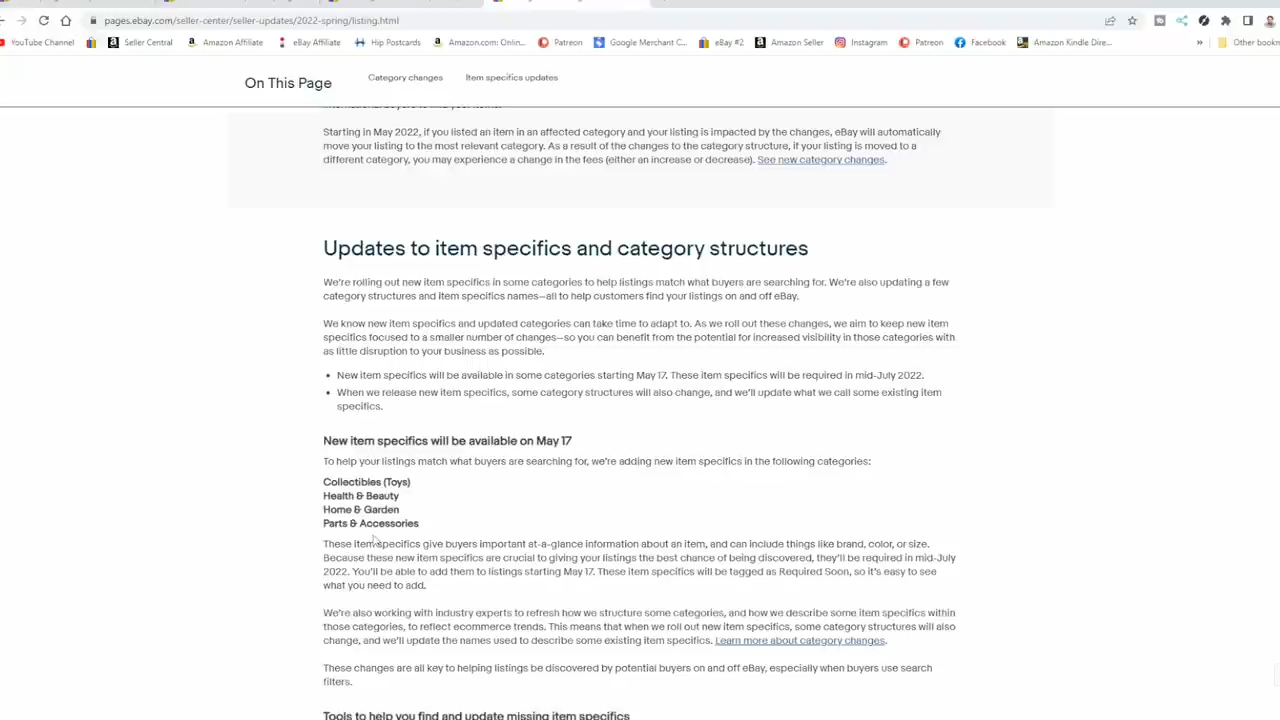 pages.ebay.com/seller-center/seller-updates/2022-spring/listing.html
YouTube Channel Seller Central Amazon Affiliate eBay Affiliate Hip Postcards Amazon.com: Onlin... Patreon Google Merchant C... eBay #2 Amazon Seller Instagram Patreon Facebook Amazon Kindle Dire... » Other bookm
On This Page Category changes Item specifics updates
Starting in May 2022, if you listed an item in an affected category and your listing is impacted by the changes, eBay will automatically
move your listing to the most relevant category. As a result of the changes to the category structure, if your listing is moved to a
different category, you may experience a change in the fees (either an increase or decrease). See new category changes.
Updates to item specifics and category structures
We're rolling out new item specifics in some categories to help listings match what buyers are searching for. We're also updating a few
category structures and item specifics names—all to help customers find your listings on and off eBay.
We know new item specifics and updated categories can take time to adapt to. As we roll out these changes, we aim to keep new item
specifics focused to a smaller number of changes—so you can benefit from the potential for increased visibility in those categories with
as little disruption to your business as possible.
• New item specifics will be available in some categories starting May 17. These item specifics will be required in mid-July 2022.
• When we release new item specifics, some category structures will also change, and we'll update what we call some existing item
specifics.
New item specifics will be available on May 17
To help your listings match what buyers are searching for, we're adding new item specifics in the following categories:
Collectibles (Toys)
Health & Beauty
Home & Garden
Parts & Accessories
These item specifics give buyers important at-a-glance information about an item, and can include things like brand, color, or size.
Because these new item specifics are crucial to giving your listings the best chance of being discovered, they'll be required in mid-July
2022. You'll be able to add them to listings starting May 17. These item specifics will be tagged as Required Soon, so it's easy to see
what you need to add.
We're also working with industry experts to refresh how we structure some categories, and how we describe some item specifics within
those categories, to reflect ecommerce trends. This means that when we roll out new item specifics, some category structures will also
change, and we'll update the names used to describe some existing item specifics. Learn more about category changes.
These changes are all key to helping listings be discovered by potential buyers on and off eBay, especially when buyers use search
filters.
Tools to help you find and update missing item specifics